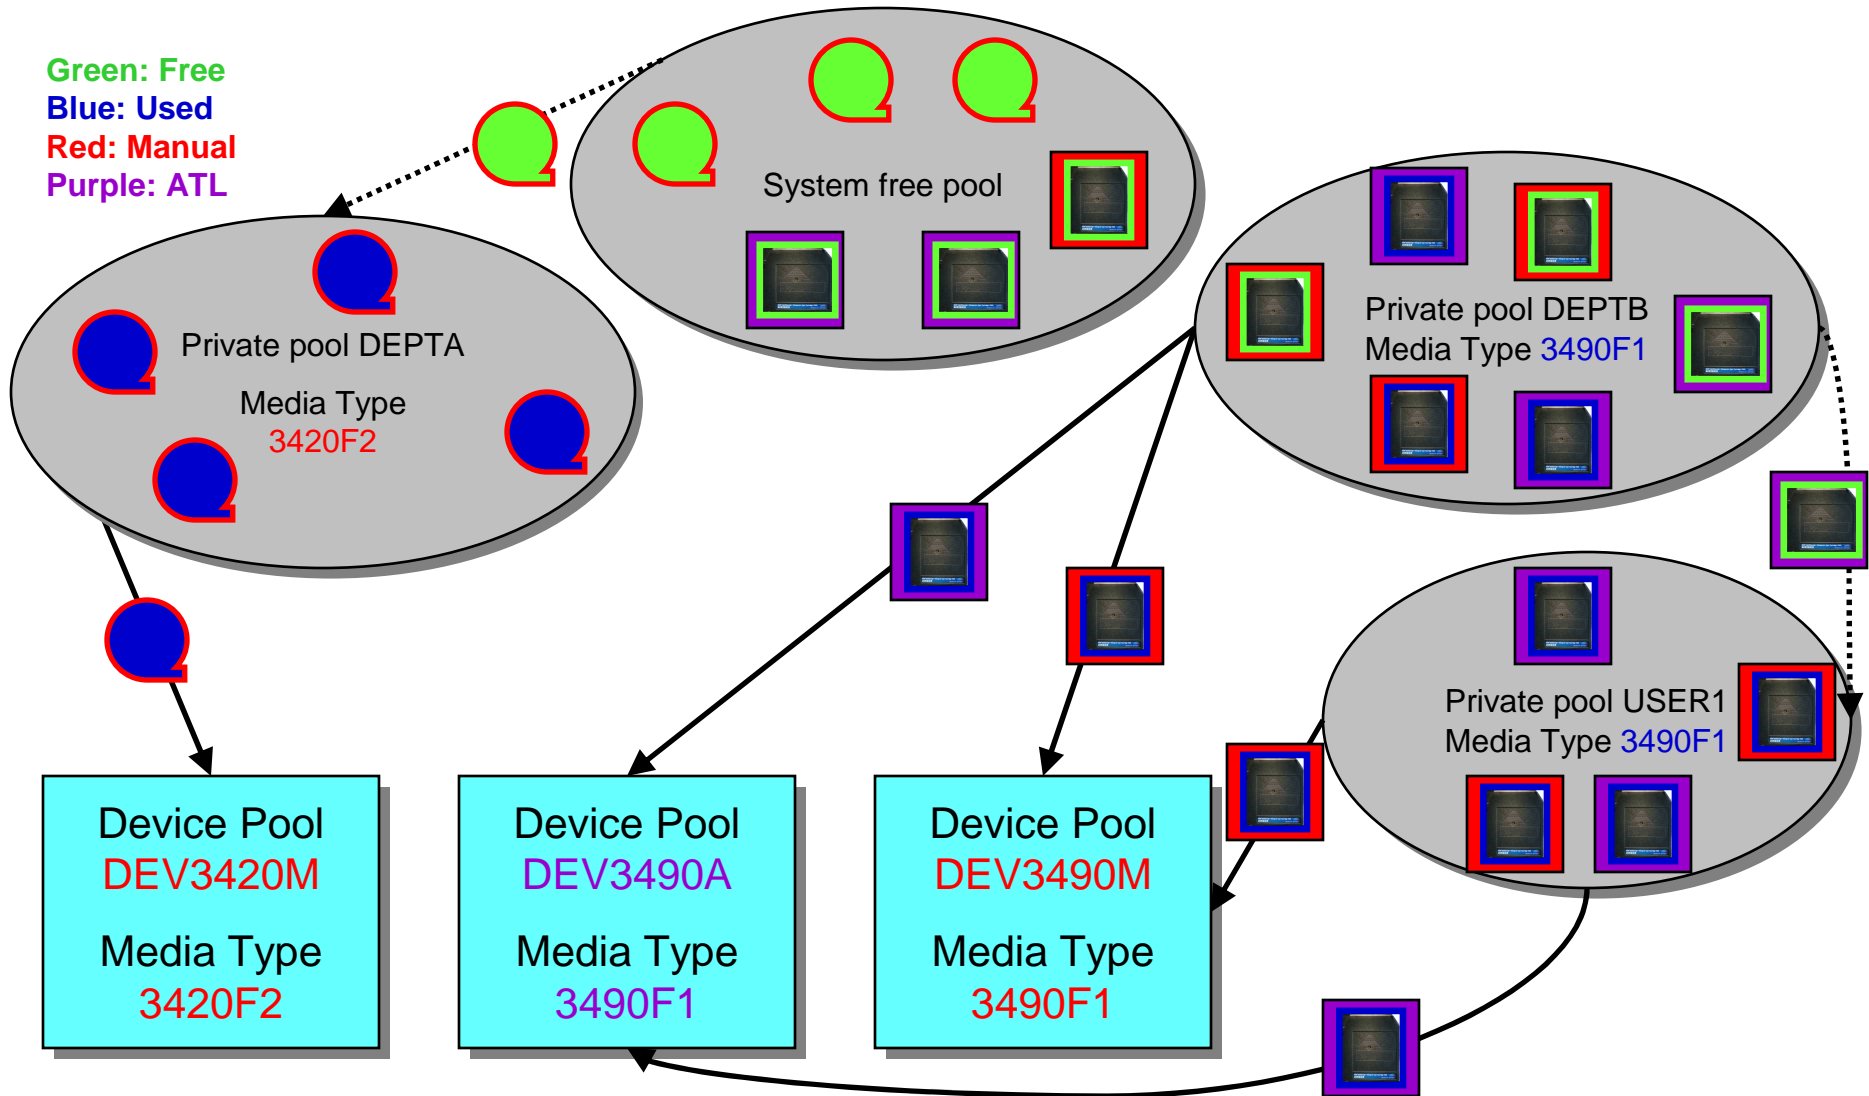 Green: Free
Blue: Used
Red: Manual
Purple: ATL
System free pool
Private pool DEPTA
Media Type
3420F2
Private pool DEPTB
Media Type 3490F1
Private pool USER1
Media Type 3490F1
Device Pool
DEV3420M
Media Type
3420F2
Device Pool
DEV3490A
Media Type
3490F1
Device Pool
DEV3490M
Media Type
3490F1